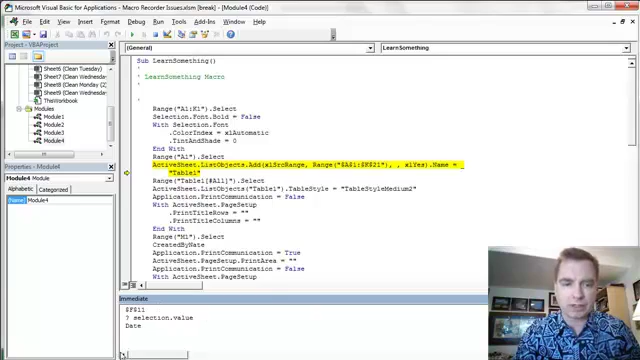 Microsoft Visual Basic for Applications - Macro Recorder Issues.xlsm [break] - [Module4 (Code)]
File Edit View Insert Format Debug Run Tools Add-Ins Window Help
Project - VBAProject
Sheet6 (Clean Tuesday)
Sheet7 (Clean Wednesda
Sheet8 (Clean Monday (2
Sheet9 (Clean Wednesda
ThisWorkbook
Modules
Module1
Module2
Module3
Module4
Properties - Module4
Module4 Module
Alphabetic Categorized
(Name) Module4
(General) LearnSomething
Sub LearnSomething()
'
' LearnSomething Macro
'
'
Range("A1:K1").Select
Selection.Font.Bold = False
With Selection.Font
.ColorIndex = xlAutomatic
.TintAndShade = 0
End With
Range("A1").Select
ActiveSheet.ListObjects.Add(xlSrcRange, Range("$A$1:$K$21"), , xlYes).Name = _
"Table1"
Range("Table1[#All]").Select
ActiveSheet.ListObjects("Table1").TableStyle = "TableStyleMedium2"
Application.PrintCommunication = False
With ActiveSheet.PageSetup
.PrintTitleRows = ""
.PrintTitleColumns = ""
End With
Range("M1").Select
CreatedByNate
Application.PrintCommunication = True
ActiveSheet.PageSetup.PrintArea = ""
Application.PrintCommunication = False
With ActiveSheet.PageSetup
Immediate
$F$11
? selection.value
Date